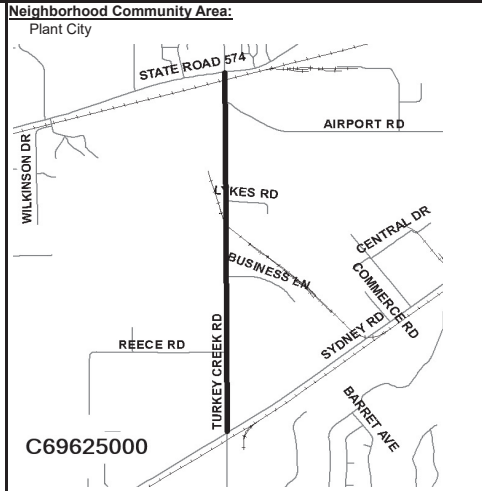 Neighborhood Community Area:
Plant City
STATE ROAD 574
AIRPORT RD
WILKINSON DR
LYKES RD
CENTRAL DR
BUSINESS LN
COMMERCE RD
TURKEY CREEK RD
SYDNEY RD
REECE RD
BARRET AVE
C69625000